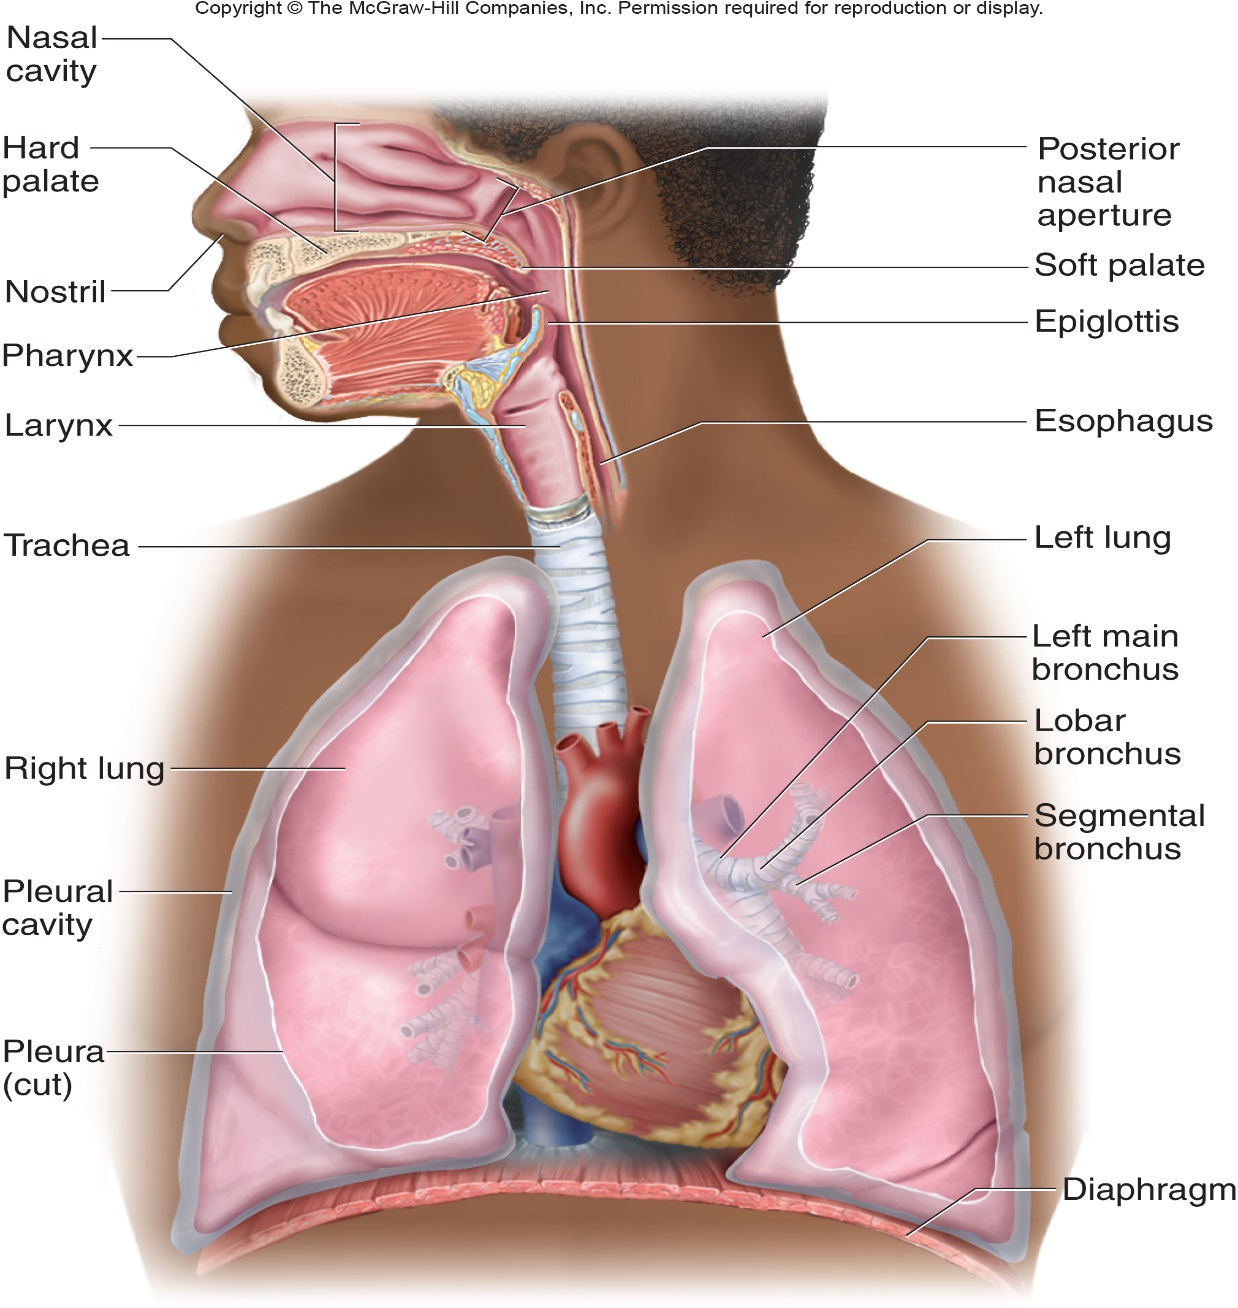 Copyright © The McGraw-Hill Companies, Inc. Permission required for reproduction or display.
Nasal
cavity
Hard
palate
Nostril
Pharynx
Larynx
Trachea
Right lung
Pleural
cavity
Pleura
(cut)
Posterior
nasal
aperture
Soft palate
Epiglottis
Esophagus
Left lung
Left main
bronchus
Lobar
bronchus
Segmental
bronchus
Diaphragm